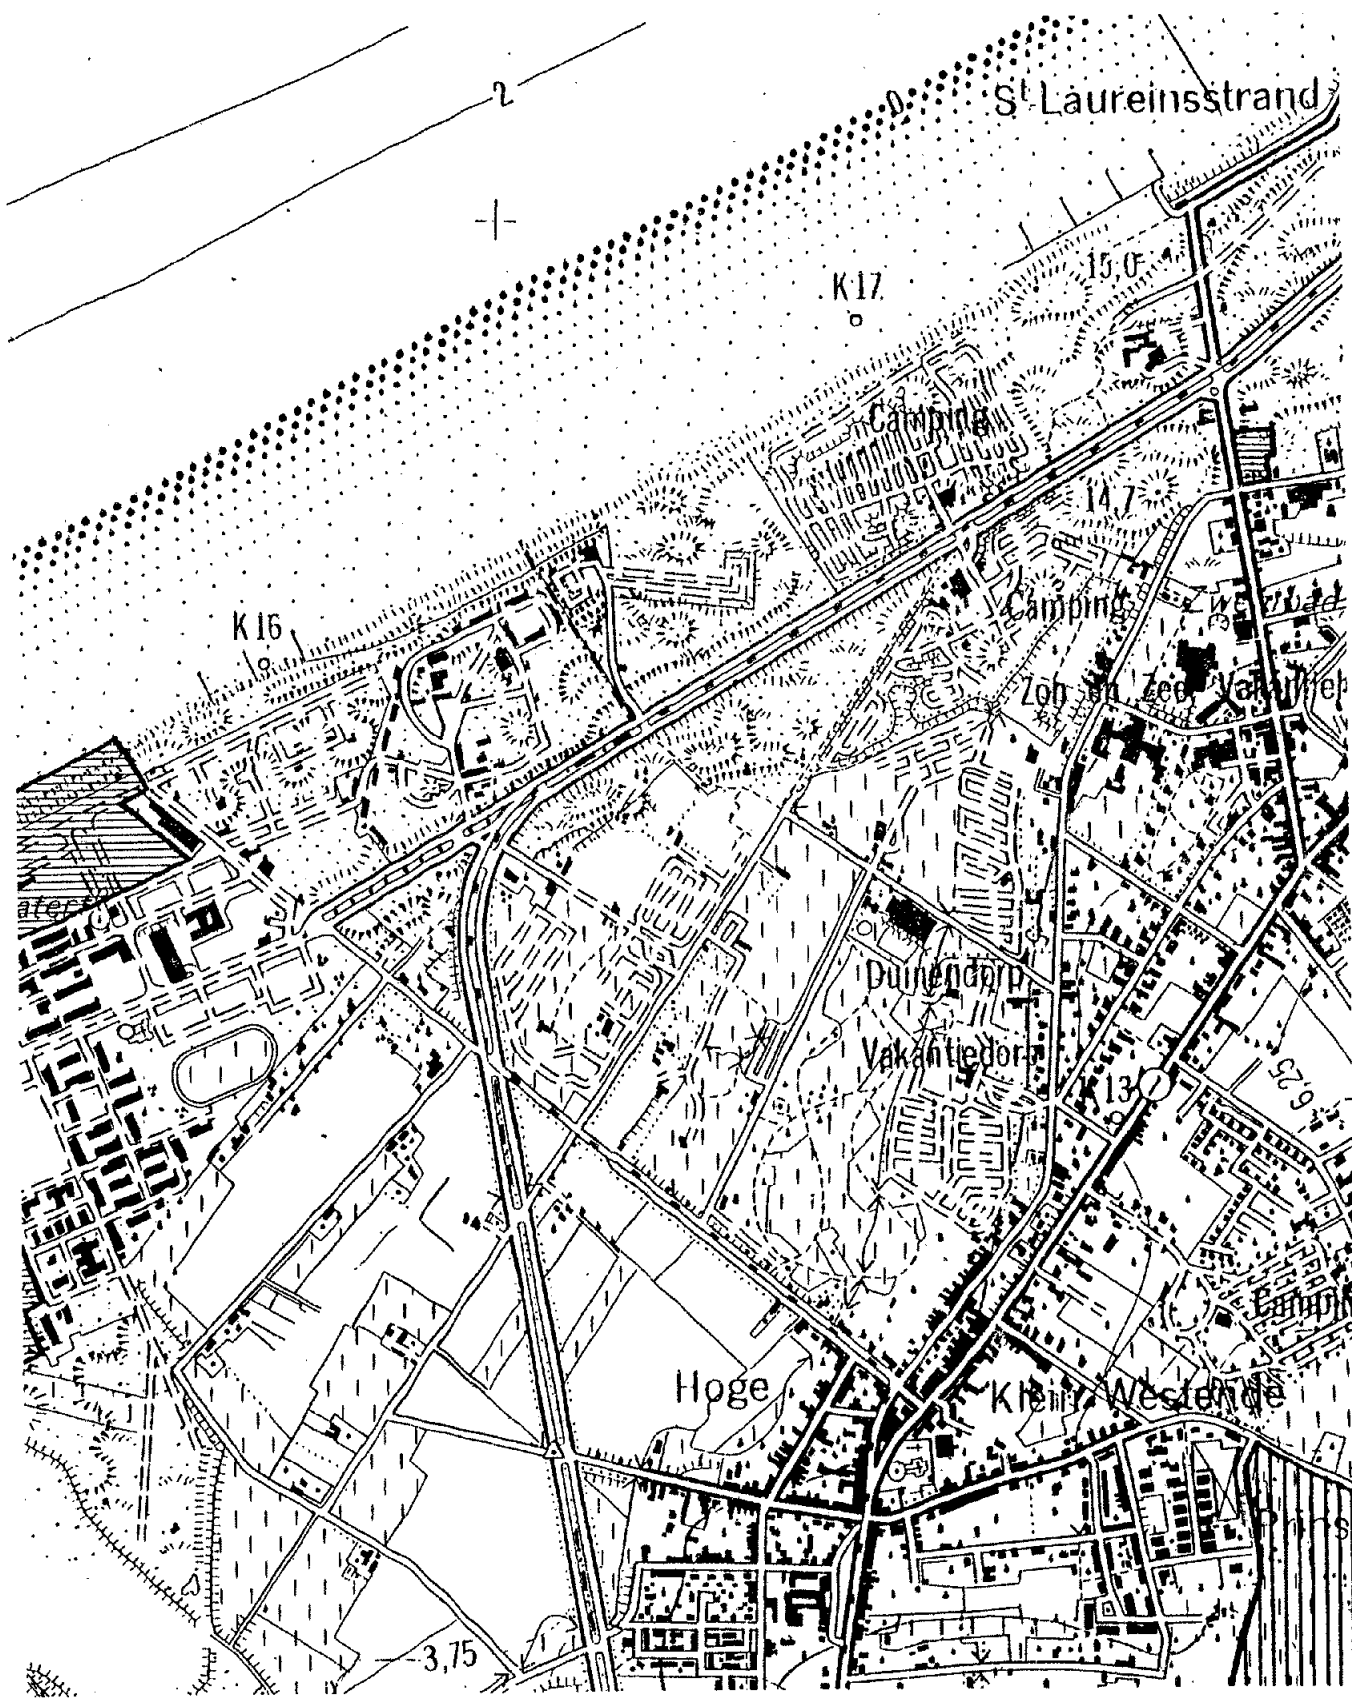 2
0
St Laureinsstrand
15,0
K 17
Camping
14,7
Camping
K 16
Zon en Zee
Duinendorp
Vakantiedorp
13
6,25
Camping
Hoge
Klein Westende
3,75